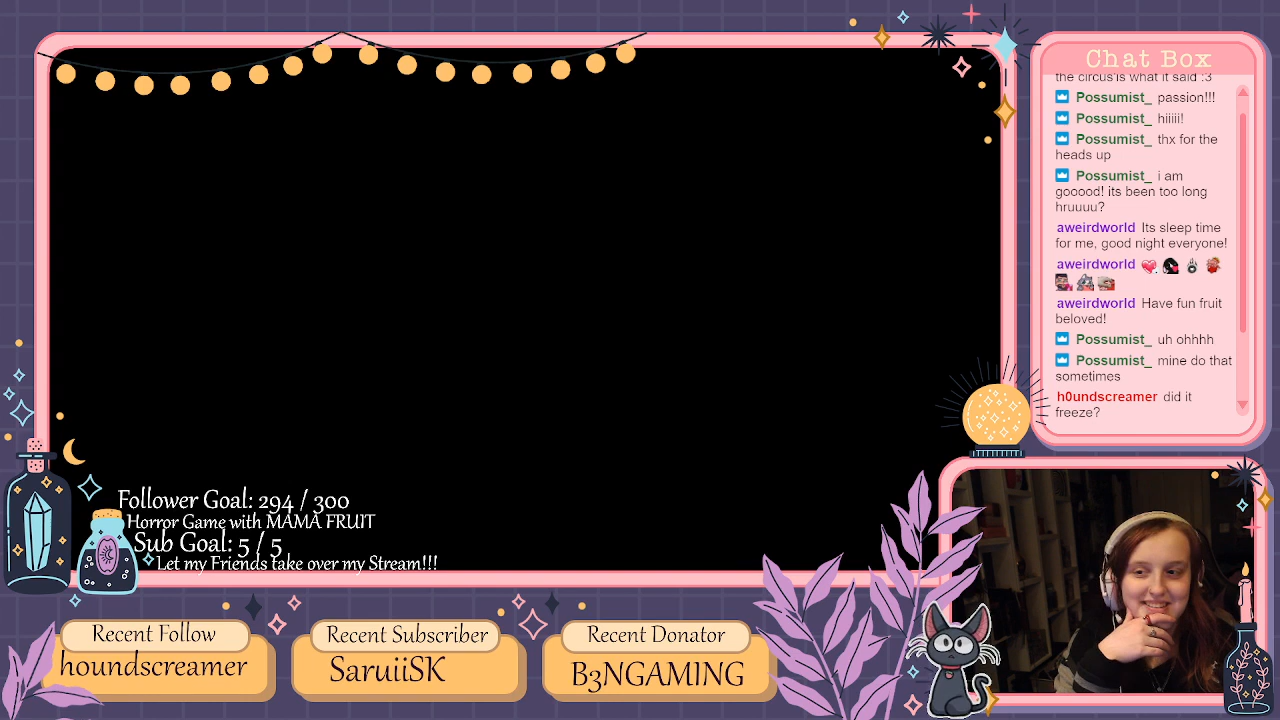 Chat Box
the circus is what it said :3
Possumist_ passion!!!
Possumist_ hiiiii!
Possumist_ thx for the
heads up
Possumist_ i am
gooood! its been too long
hruuuu?
aweirdworld Its sleep time
for me, good night everyone!
aweirdworld
aweirdworld Have fun fruit
beloved!
Possumist_ uh ohhhh
Possumist_ mine do that
sometimes
h0undscreamer did it
freeze?
Follower Goal: 294 / 300
Horror Game with MAMA FRUIT
Sub Goal: 5 / 5
Let my Friends take over my Stream!!!
Recent Follow
houndscreamer
Recent Subscriber
SaruiiSK
Recent Donator
B3NGAMING